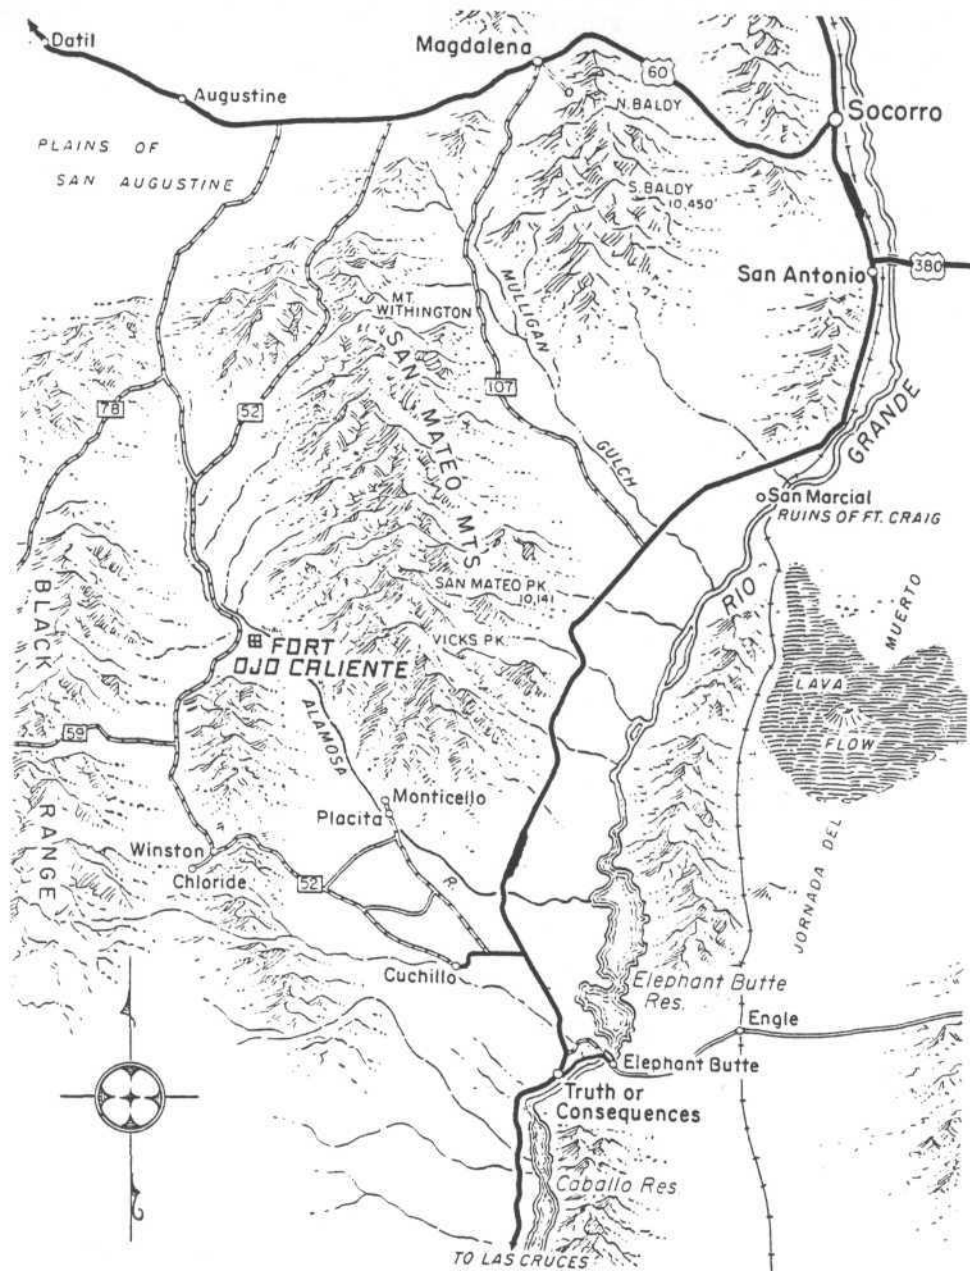 Datil
Magdalena
60
Augustine
N. BALDY
Socorro
PLAINS OF
SAN AUGUSTINE
S. BALDY
10,450'
San Antonio
380
MULLIGAN
GULCH
MT.
WITHINGTON
SAN MATEO MTS
107
78
52
RIO GRANDE
San Marcial
RUINS OF FT. CRAIG
SAN MATEO PK.
10,141
VICKS PK.
BLACK
RANGE
FORT
OJO CALIENTE
JORNADA DEL MUERTO
LAVA
FLOW
59
ALAMOSA
R.
Monticello
Placita
Winston
Chloride
52
Cuchillo
Elephant Butte
Res.
Engle
Elephant Butte
Truth or
Consequences
Caballo Res
TO LAS CRUCES